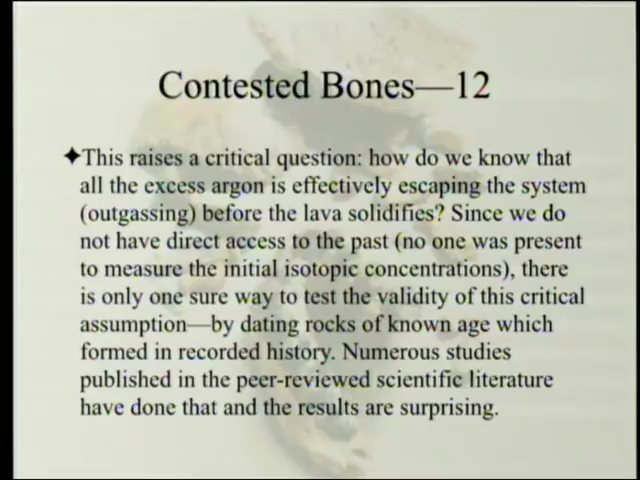 Contested Bones—12
✦This raises a critical question: how do we know that
all the excess argon is effectively escaping the system
(outgassing) before the lava solidifies? Since we do
not have direct access to the past (no one was present
to measure the initial isotopic concentrations), there
is only one sure way to test the validity of this critical
assumption—by dating rocks of known age which
formed in recorded history. Numerous studies
published in the peer-reviewed scientific literature
have done that and the results are surprising.